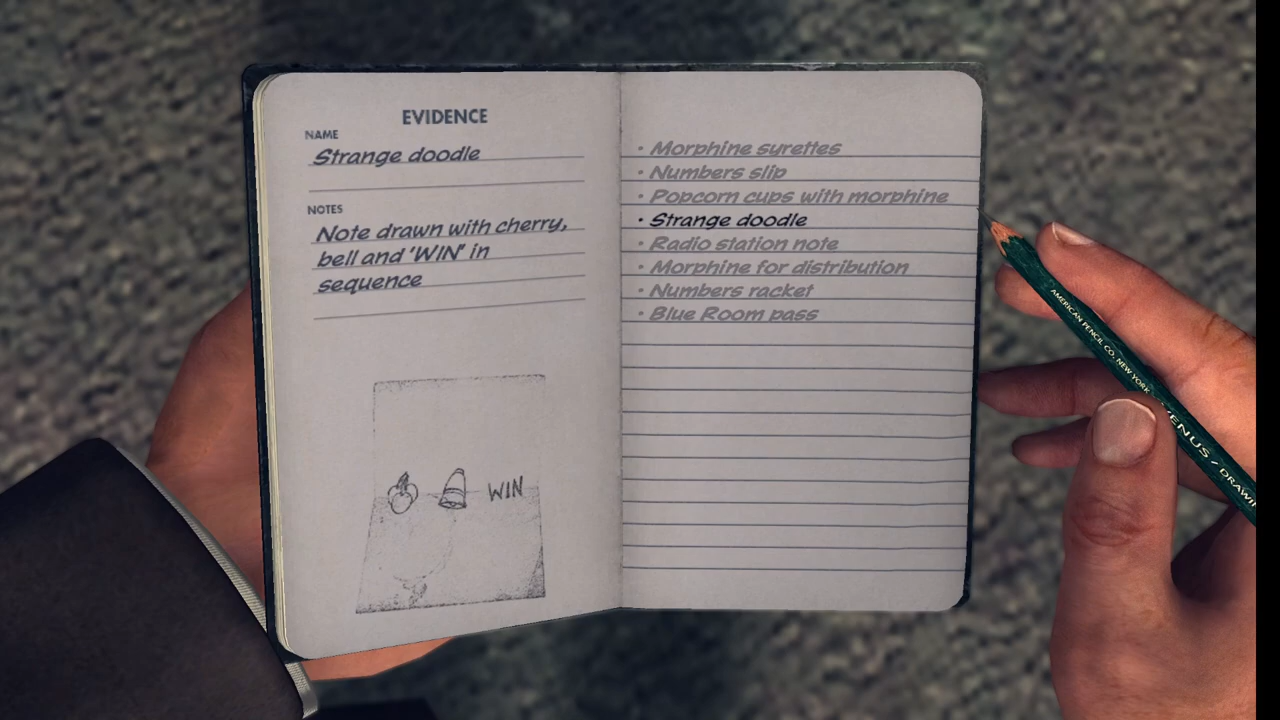 EVIDENCE
NAME
Strange doodle
NOTES
Note drawn with cherry,
bell and 'WIN' in
sequence
WIN
• Morphine surettes
• Numbers slip
• Popcorn cups with morphine
• Strange doodle
• Radio station note
• Morphine for distribution
• Numbers racket
• Blue Room pass
AMERICAN PENCIL CO. NEW YORK
VENUS / DRAWIN